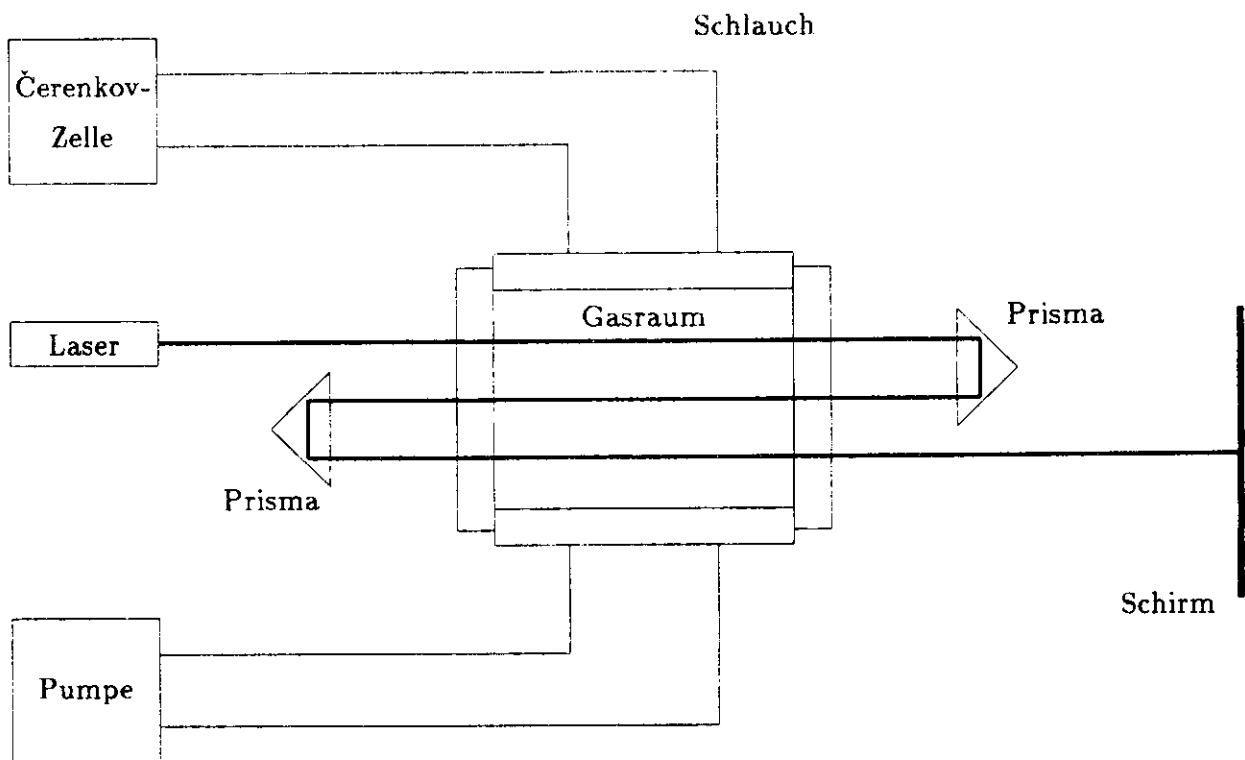 Schlauch
Čerenkov-
Zelle
Gasraum
Prisma
Laser
Prisma
Schirm
Pumpe